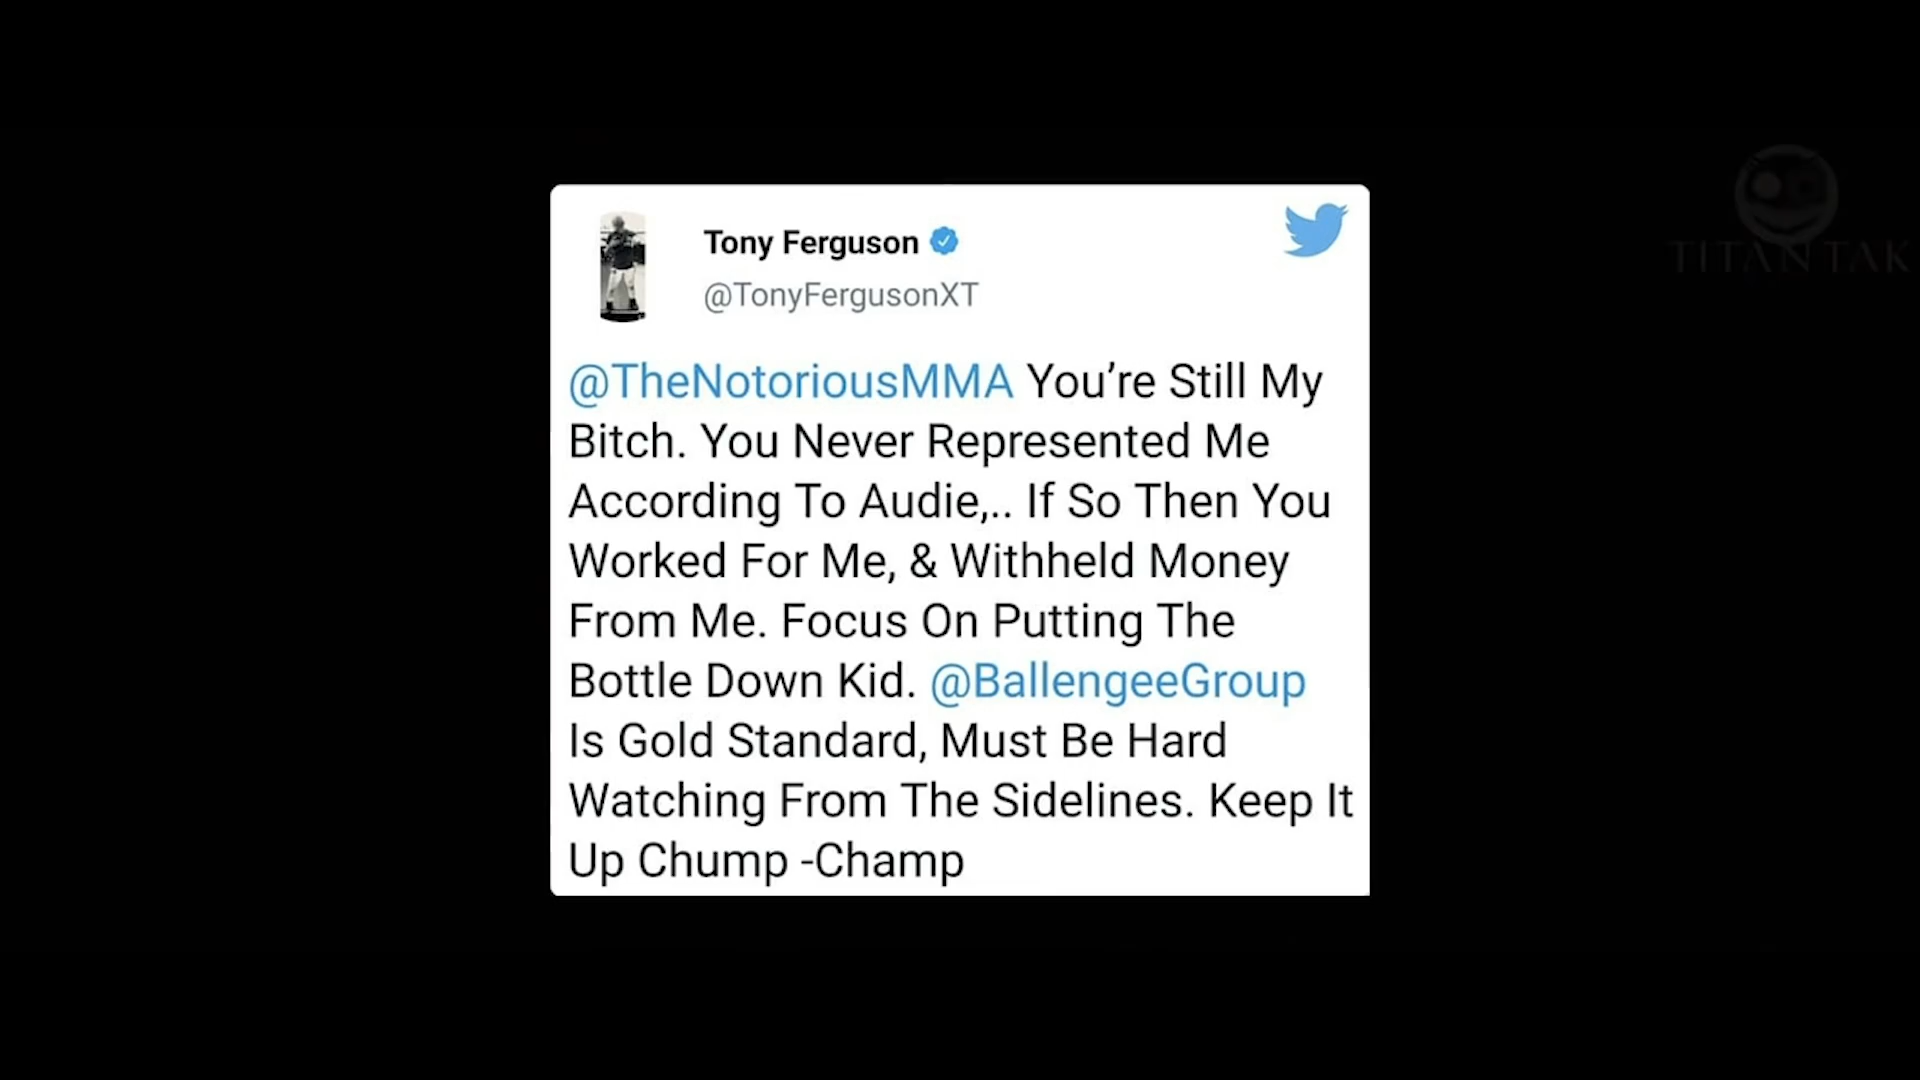 Tony Ferguson
@TonyFergusonXT
@TheNotoriousMMA You’re Still My
Bitch. You Never Represented Me
According To Audie,.. If So Then You
Worked For Me, & Withheld Money
From Me. Focus On Putting The
Bottle Down Kid. @BallengeeGroup
Is Gold Standard, Must Be Hard
Watching From The Sidelines. Keep It
Up Chump -Champ
TITAN TAK